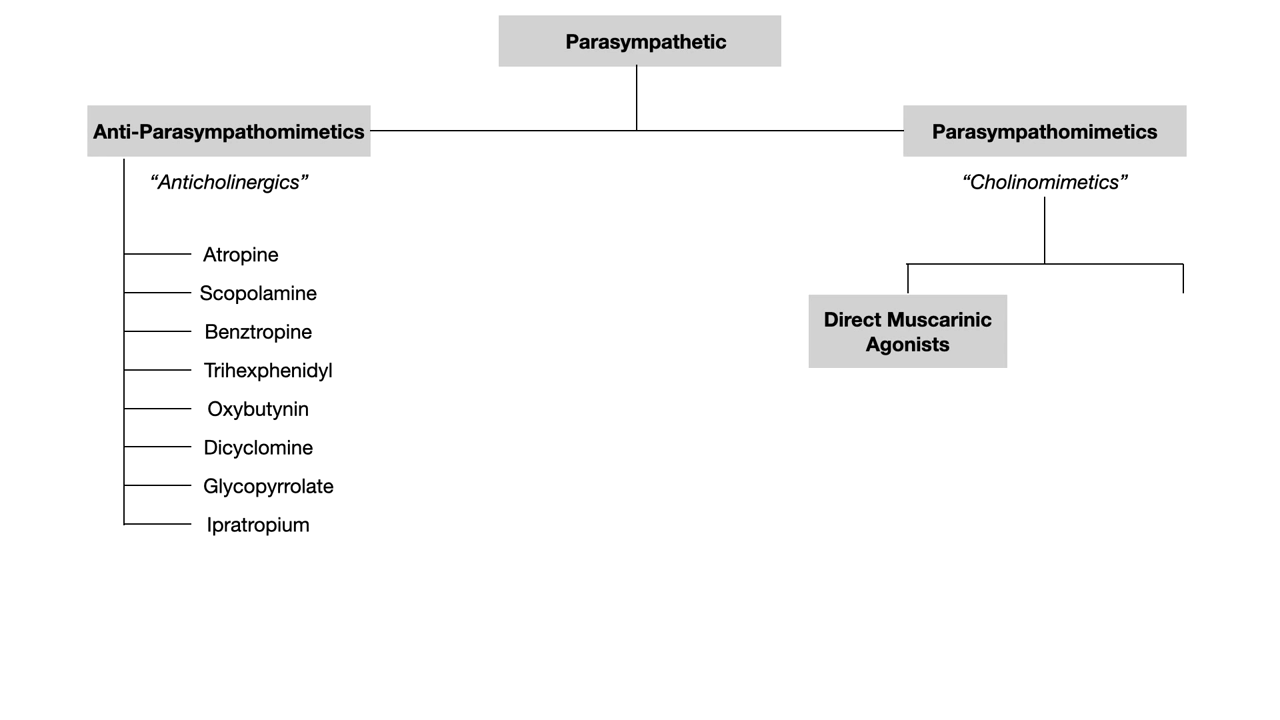 Parasympathetic
Anti-Parasympathomimetics
Parasympathomimetics
“Anticholinergics”
“Cholinomimetics”
Atropine
Scopolamine
Benztropine
Trihexphenidyl
Oxybutynin
Dicyclomine
Glycopyrrolate
Ipratropium
Direct Muscarinic
Agonists